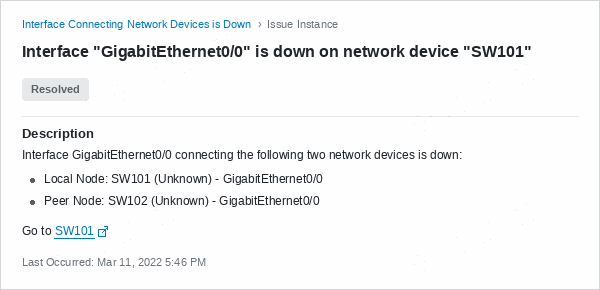 Interface Connecting Network Devices is Down › Issue Instance
Interface "GigabitEthernet0/0" is down on network device "SW101"
Resolved
Description
Interface GigabitEthernet0/0 connecting the following two network devices is down:
• Local Node: SW101 (Unknown) - GigabitEthernet0/0
• Peer Node: SW102 (Unknown) - GigabitEthernet0/0
Go to SW101
Last Occurred: Mar 11, 2022 5:46 PM